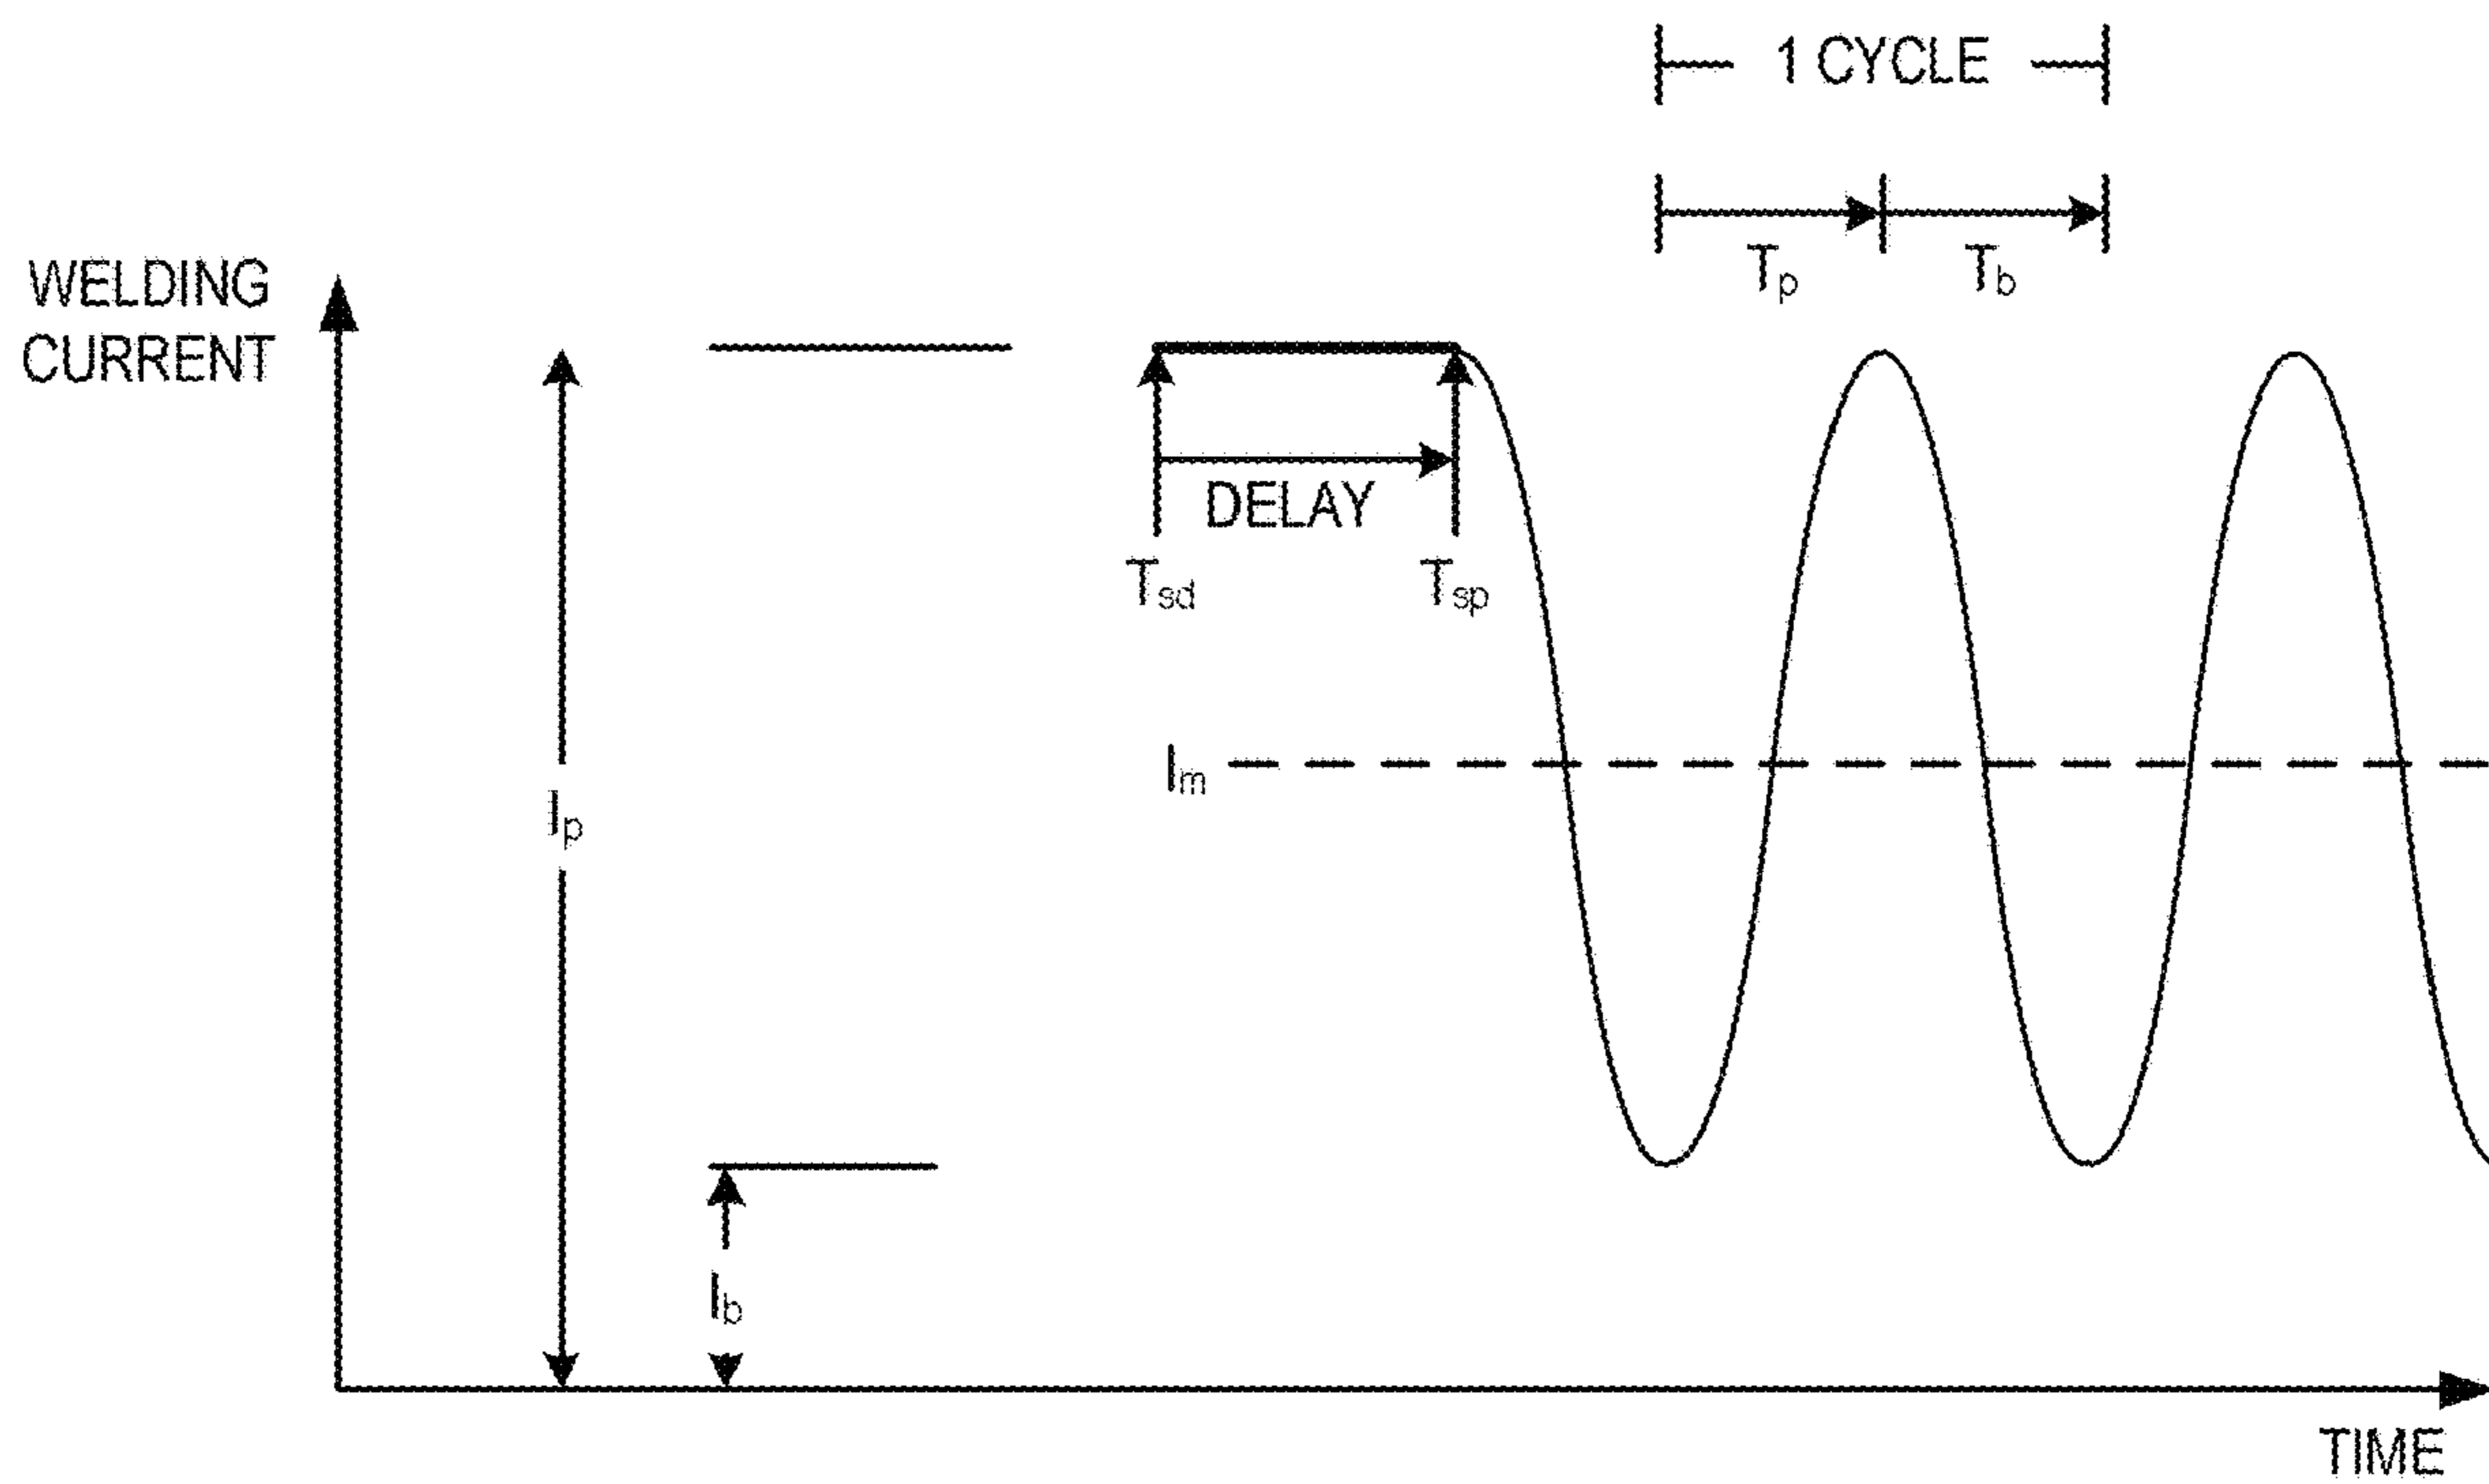 1 CYCLE
Tp Tb
WELDING
CURRENT
DELAY
Tsd Tsp
Im
Ip
Ib
TIME